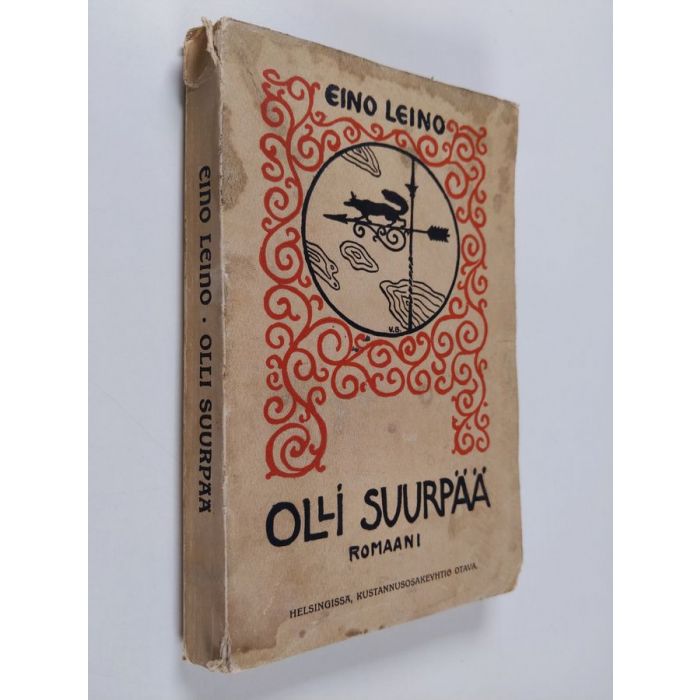 EINO LEINO
V.B.
OLLI SUURPÄÄ
ROMAANI
HELSINGISSÄ, KUSTANNUSOSAKEYHTIÖ OTAVA.
EINO LEINO · OLLI SUURPÄÄ